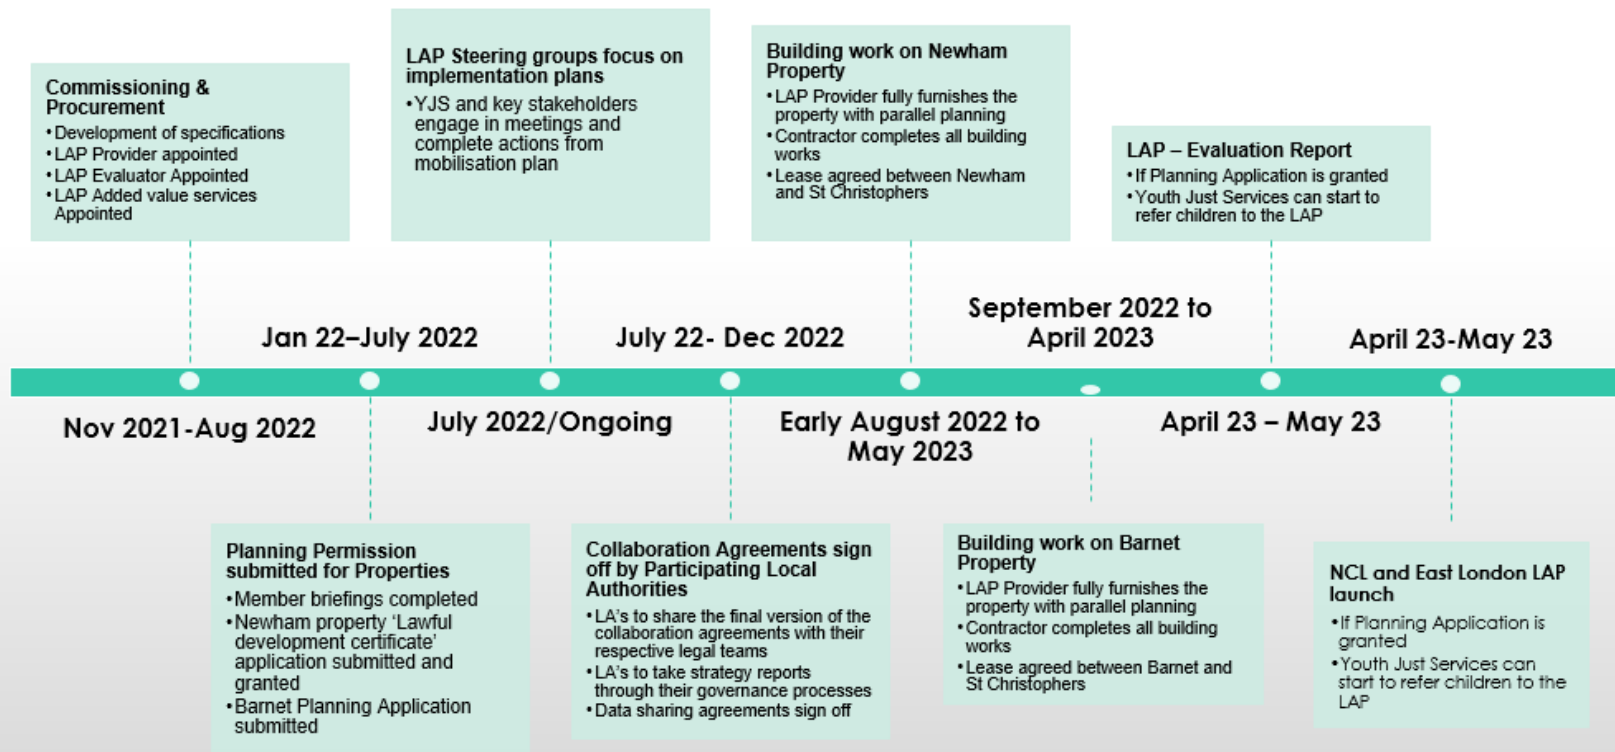 Commissioning &
Procurement
•Development of specifications
•LAP Provider appointed
•LAP Evaluator Appointed
•LAP Added value services
Appointed
LAP Steering groups focus on
implementation plans
•YJS and key stakeholders
engage in meetings and
complete actions from
mobilisation plan
Building work on Newham
Property
•LAP Provider fully furnishes the
property with parallel planning
•Contractor completes all building
works
•Lease agreed between Newham
and St Christophers
LAP – Evaluation Report
•If Planning Application is granted
•Youth Just Services can start to
refer children to the LAP
Jan 22–July 2022
July 22- Dec 2022
September 2022 to
April 2023
April 23-May 23
Nov 2021-Aug 2022
July 2022/Ongoing
Early August 2022 to
May 2023
April 23 – May 23
Planning Permission
submitted for Properties
•Member briefings completed
•Newham property ‘Lawful
development certificate’
application submitted and
granted
•Barnet Planning Application
submitted
Collaboration Agreements sign
off by Participating Local
Authorities
•LA’s to share the final version of the
collaboration agreements with their
respective legal teams
•LA’s to take strategy reports
through their governance processes
•Data sharing agreements sign off
Building work on Barnet
Property
•LAP Provider fully furnishes the
property with parallel planning
•Contractor completes all building
works
•Lease agreed between Barnet and
St Christophers
NCL and East London LAP
launch
•If Planning Application is
granted
•Youth Just Services can
start to refer children to the
LAP